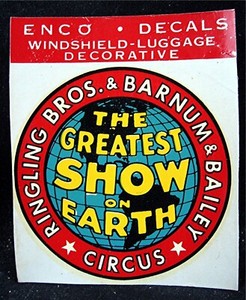 ENCO • DECALS
WINDSHIELD-LUGGAGE
DECORATIVE
RINGLING BROS. & BARNUM & BAILEY
THE
GREATEST
SHOW
ON
EARTH
★ CIRCUS ★